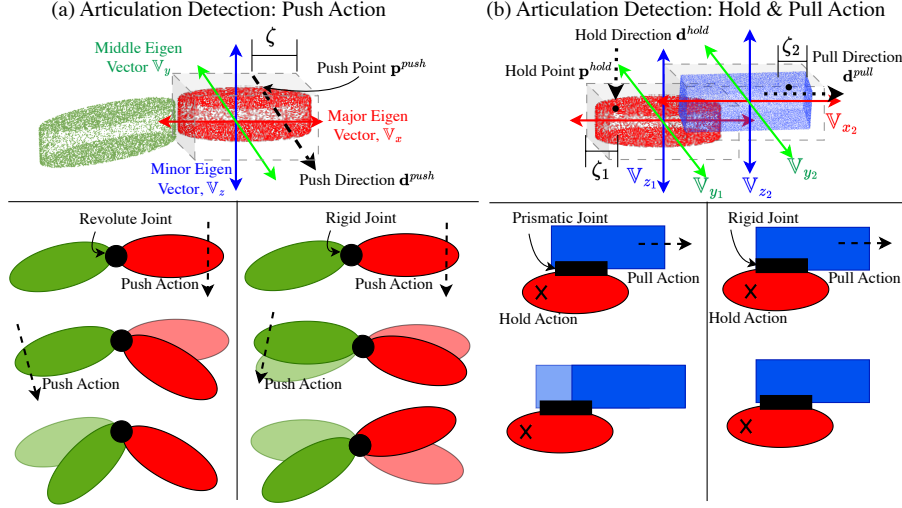 (a) Articulation Detection: Push Action
ζ
Middle Eigen
Vector 𝕍y
Push Point p^push
Major Eigen
Vector, 𝕍x
Minor Eigen
Vector, 𝕍z
Push Direction d^push
Revolute Joint
Push Action
Push Action
Rigid Joint
Push Action
Push Action
(b) Articulation Detection: Hold & Pull Action
Hold Direction d^hold
ζ2
Pull Direction
d^pull
Hold Point p^hold
𝕍x2
ζ1
𝕍z1
𝕍y1
𝕍z2
𝕍y2
Prismatic Joint
Pull Action
X
Hold Action
X
Rigid Joint
Pull Action
X
Hold Action
X